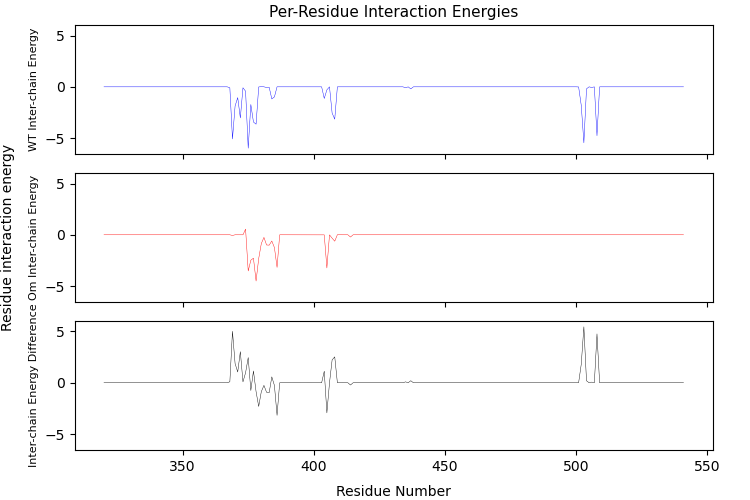 Per-Residue Interaction Energies
Residue interaction energy
WT Inter-chain Energy
5
0
−5
Om Inter-chain Energy
5
0
−5
Inter-chain Energy Difference
5
0
−5
350
400
450
500
550
Residue Number